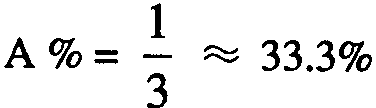 A % = 1/3 ≈ 33.3%